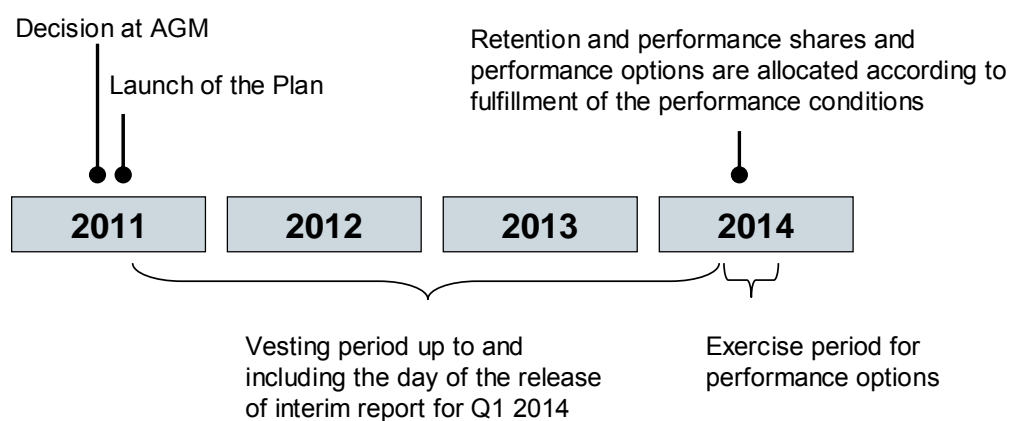 Decision at AGM
Launch of the Plan
Retention and performance shares and
performance options are allocated according to
fulfillment of the performance conditions
2011
2012
2013
2014
Vesting period up to and
including the day of the release
of interim report for Q1 2014
Exercise period for
performance options